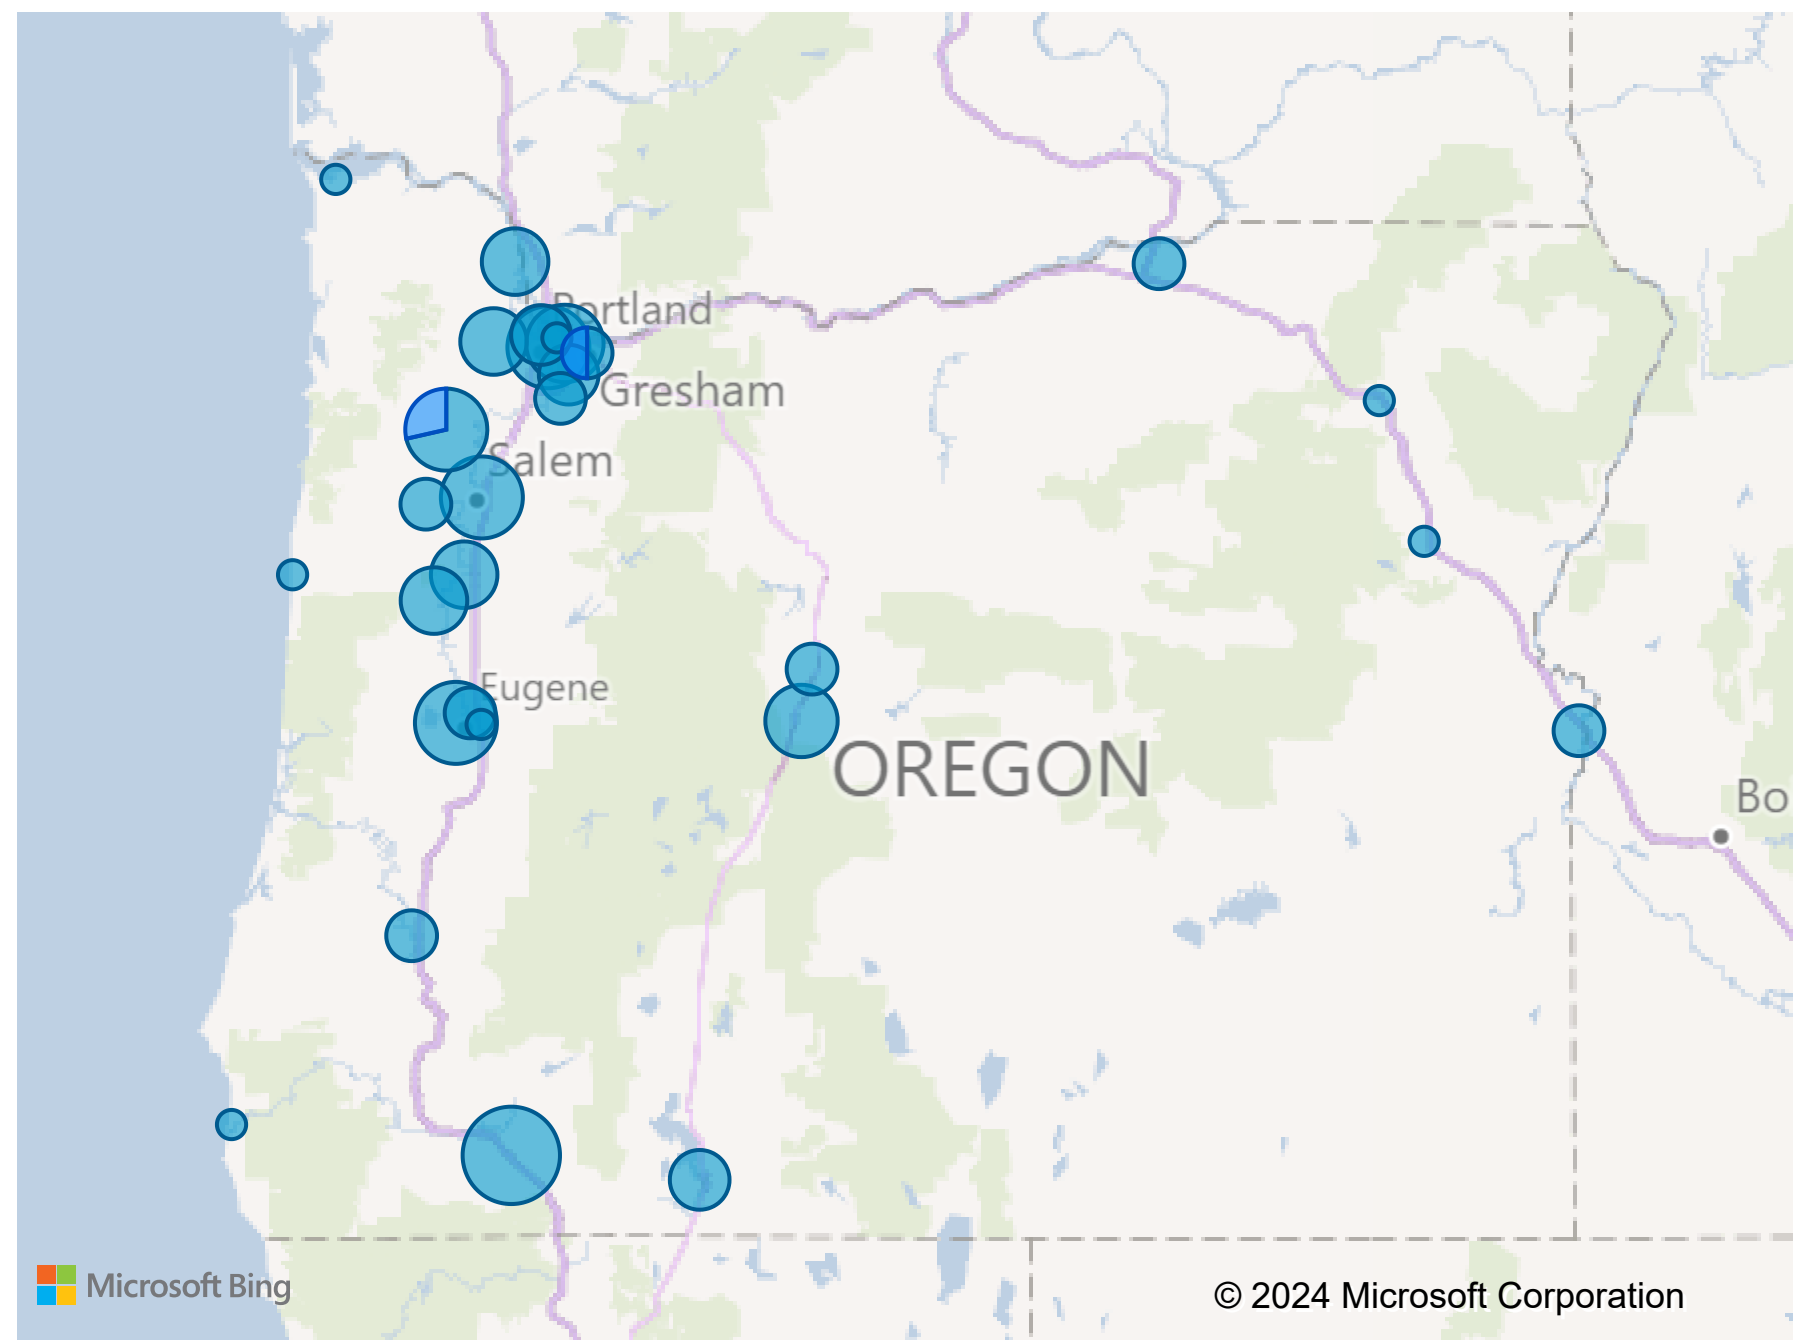 Portland
Gresham
Salem
Eugene
OREGON
Bo
Microsoft Bing
© 2024 Microsoft Corporation